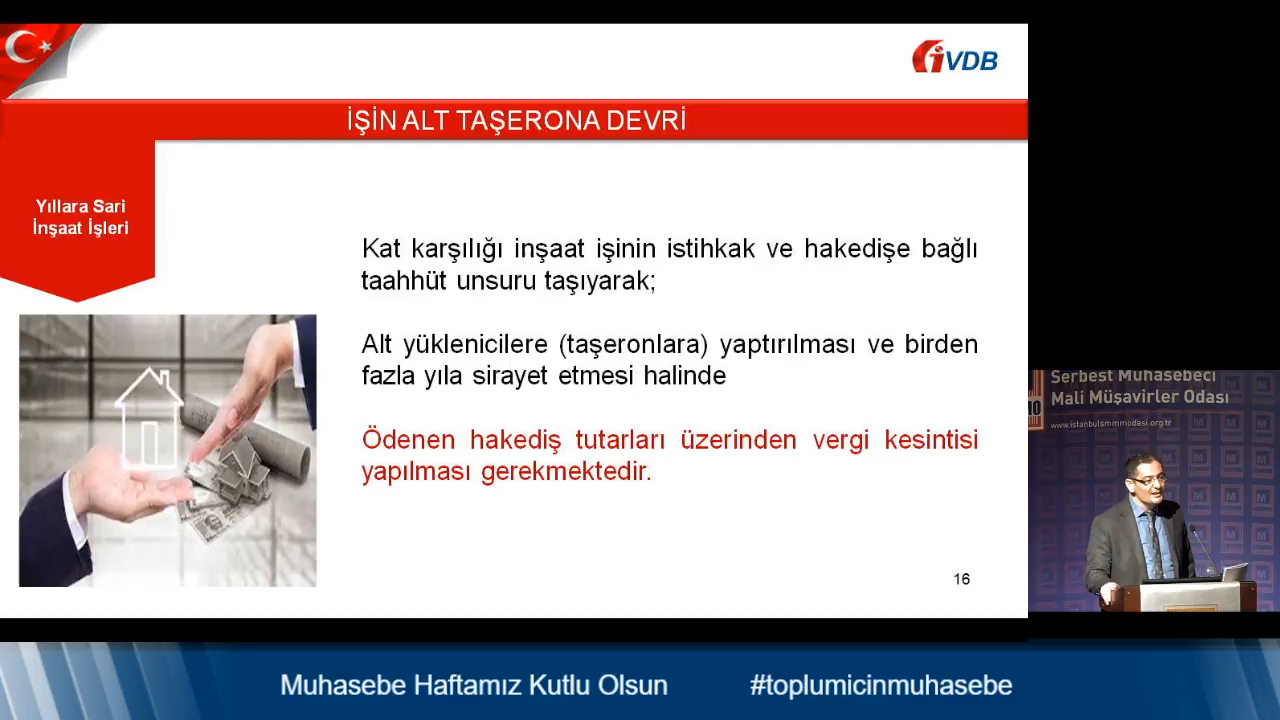 iVDB
İŞİN ALT TAŞERONA DEVRİ
Yıllara Sari
İnşaat İşleri
Kat karşılığı inşaat işinin istihkak ve hakedişe bağlı
taahhüt unsuru taşıyarak;
Alt yüklenicilere (taşeronlara) yaptırılması ve birden
fazla yıla sirayet etmesi halinde
Ödenen hakediş tutarları üzerinden vergi kesintisi
yapılması gerekmektedir.
16
Serbest Muhasebeci
Mali Müşavirler Odası
www.istanbulsmmmodasi.org.tr
Muhasebe Haftamız Kutlu Olsun
#toplumicinmuhasebe